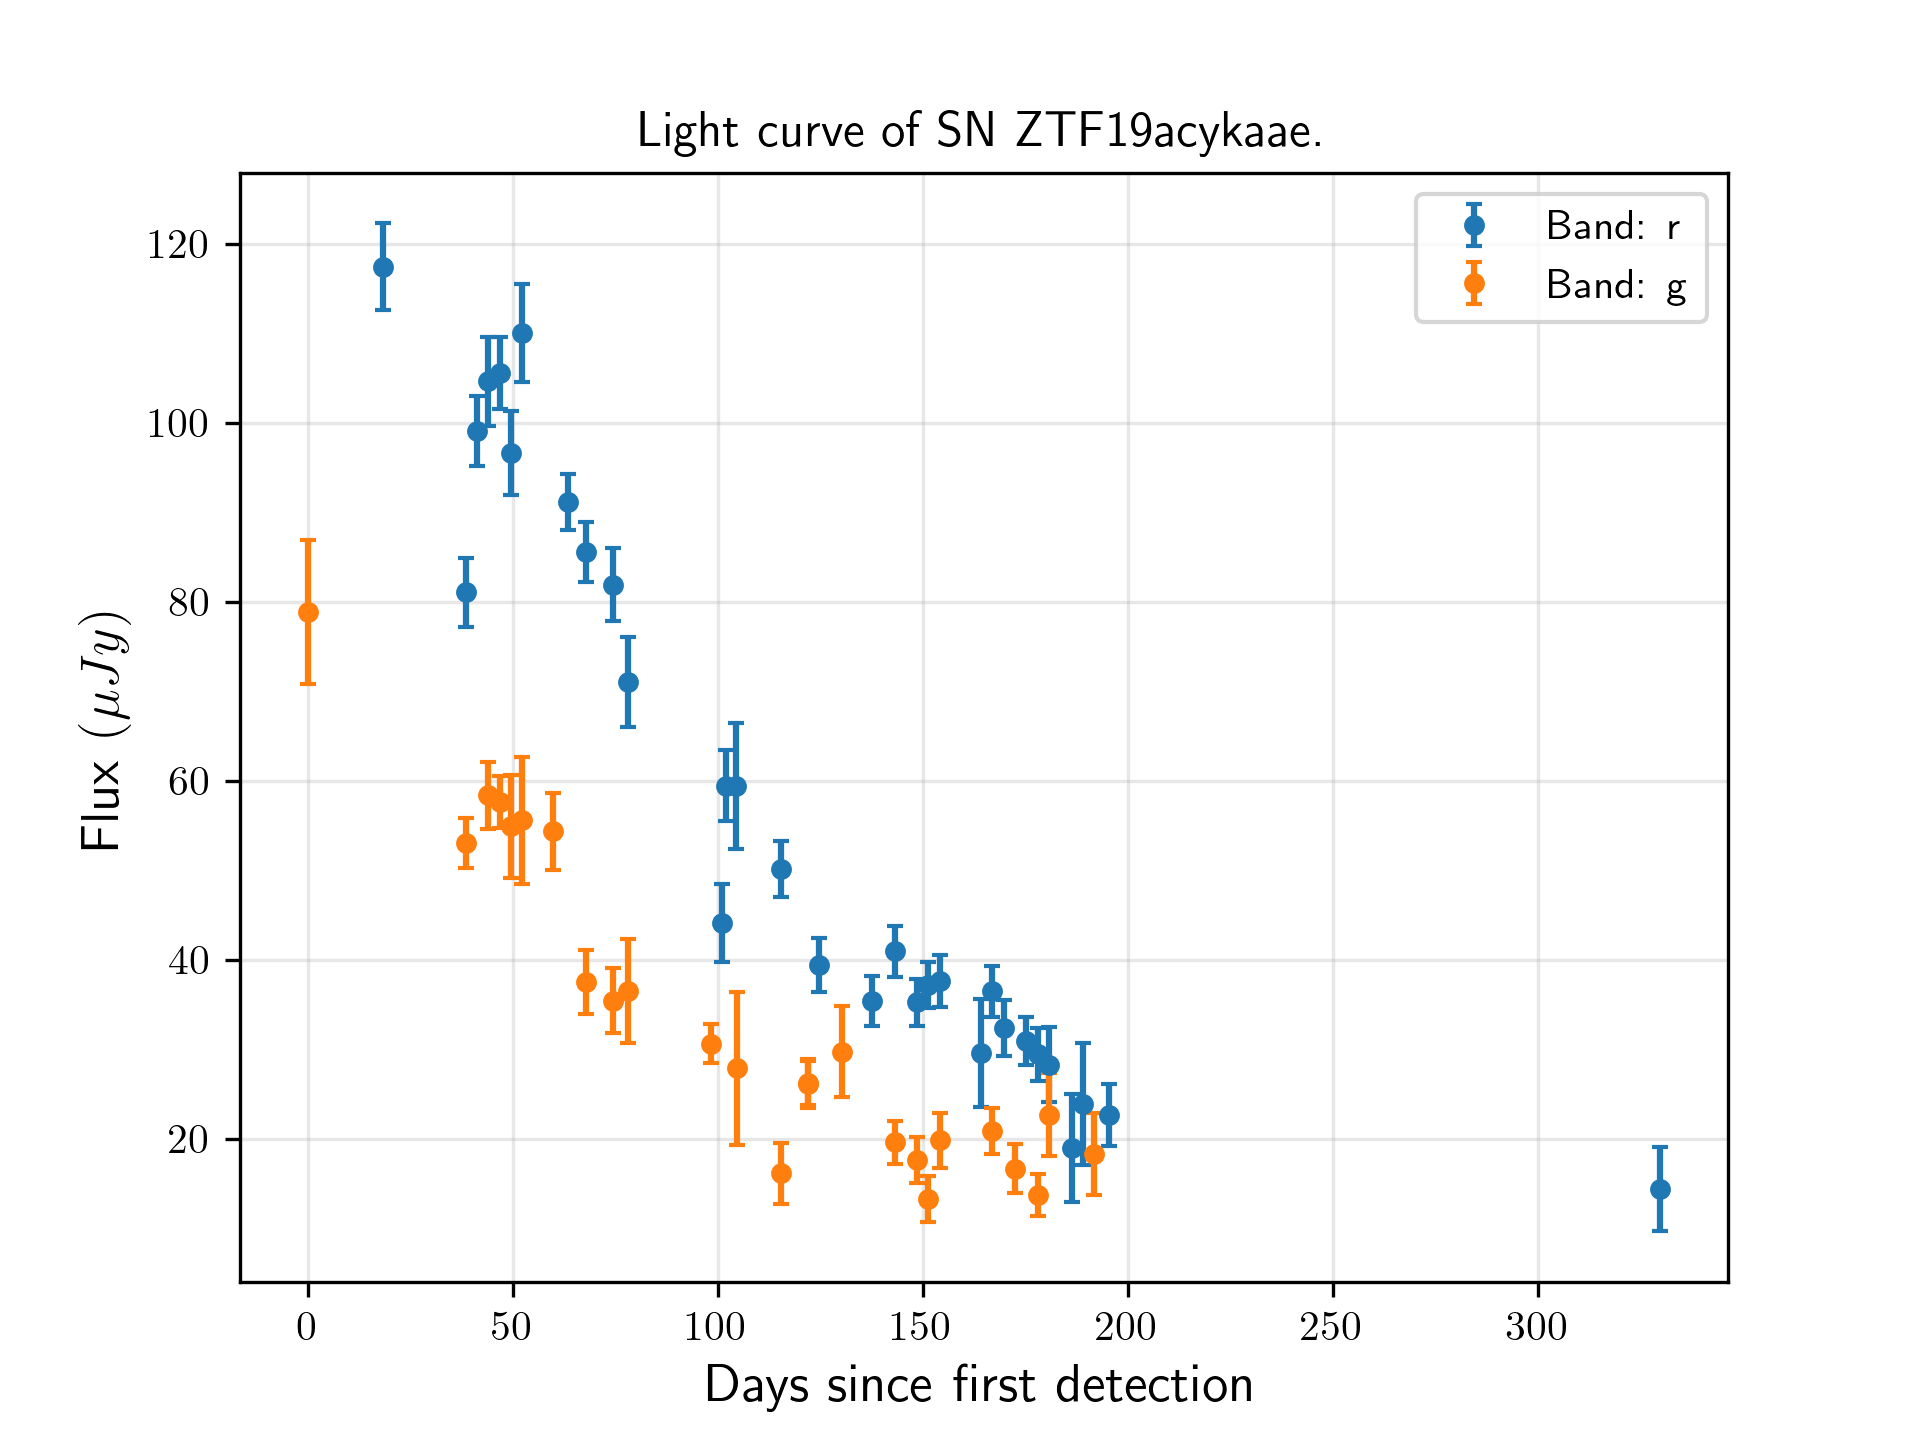 Light curve of SN ZTF19acykaae.
Band: r
Band: g
120
100
80
60
40
20
Flux (μJy)
0 50 100 150 200 250 300
Days since first detection